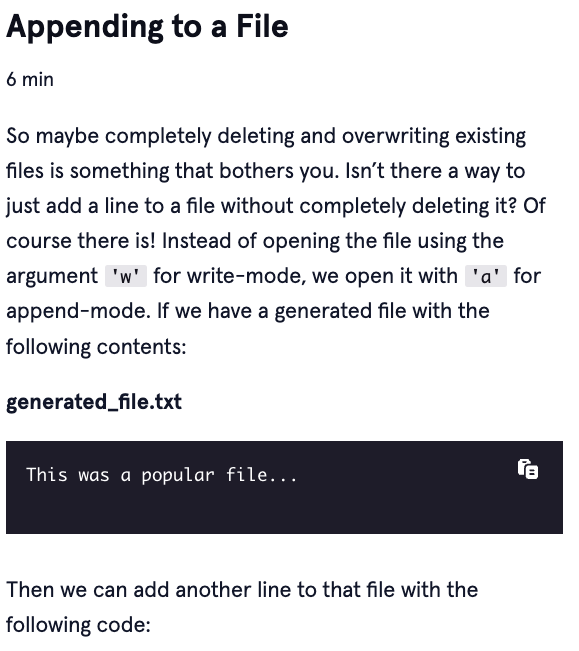 Appending to a File
6 min
So maybe completely deleting and overwriting existing
files is something that bothers you. Isn’t there a way to
just add a line to a file without completely deleting it? Of
course there is! Instead of opening the file using the
argument 'w' for write-mode, we open it with 'a' for
append-mode. If we have a generated file with the
following contents:
generated_file.txt
This was a popular file...
Then we can add another line to that file with the
following code: